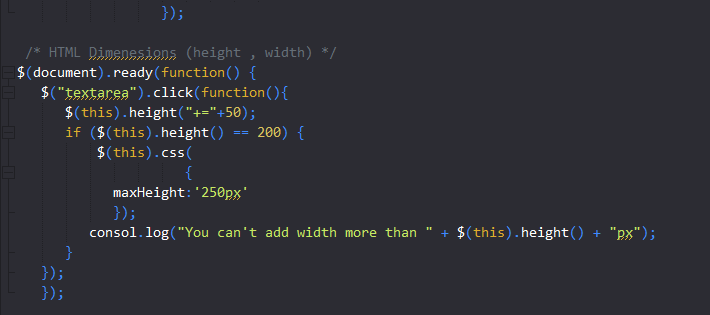 });
/* HTML Dimenesions (height , width) */
$(document).ready(function() {
$("textarea").click(function(){
$(this).height("+="+50);
if ($(this).height() == 200) {
$(this).css(
{
maxHeight:'250px'
});
consol.log("You can't add width more than " + $(this).height() + "px");
}
});
});